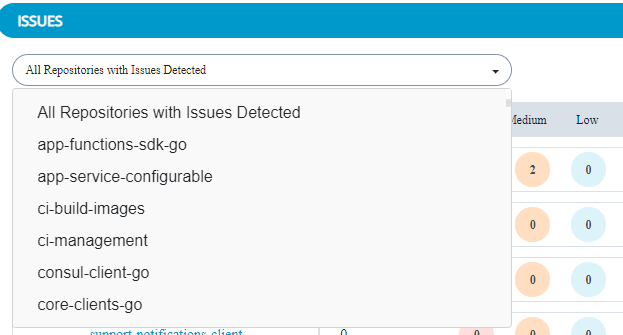 ISSUES
All Repositories with Issues Detected
All Repositories with Issues Detected
app-functions-sdk-go
Medium Low
app-service-configurable
2 0
ci-build-images
0 0
ci-management
consul-client-go
0 0
core-clients-go
support-notifications-client 0 0 0 0